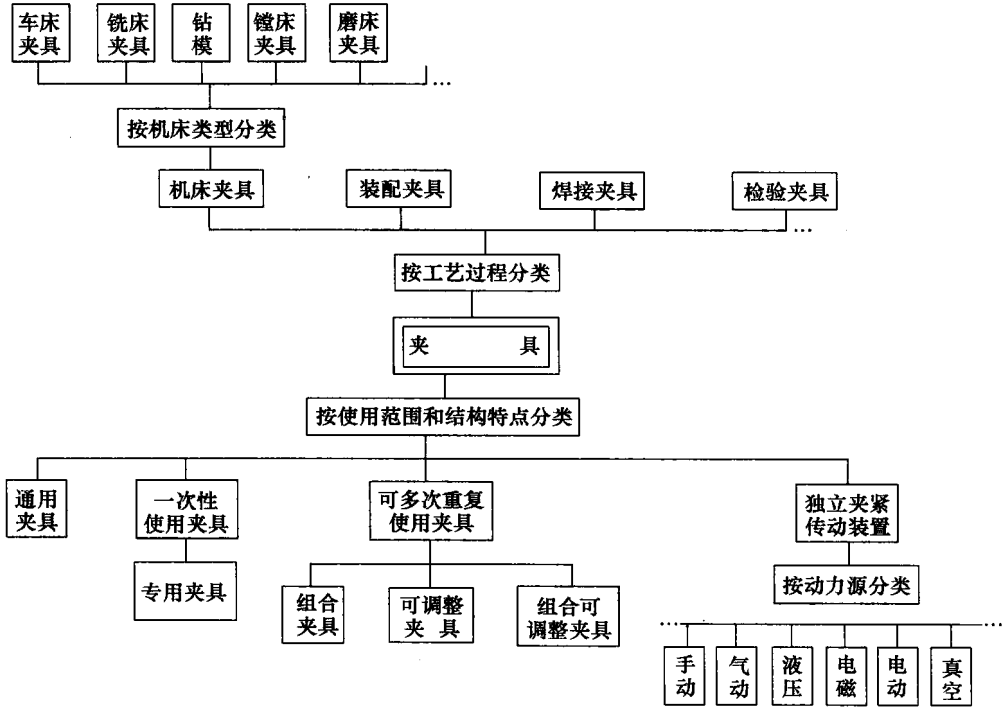 车床
夹具
铣床
夹具
钻
模
镗床
夹具
磨床
夹具
…
按机床类型分类
机床夹具
装配夹具
焊接夹具
检验夹具
…
按工艺过程分类
夹 具
按使用范围和结构特点分类
通用
夹具
一次性
使用夹具
可多次重复
使用夹具
独立夹紧
传动装置
专用夹具
组合
夹具
可调整
夹 具
组合可
调整夹具
按动力源分类
…
…
手
动
气
动
液
压
电
磁
电
动
真
空